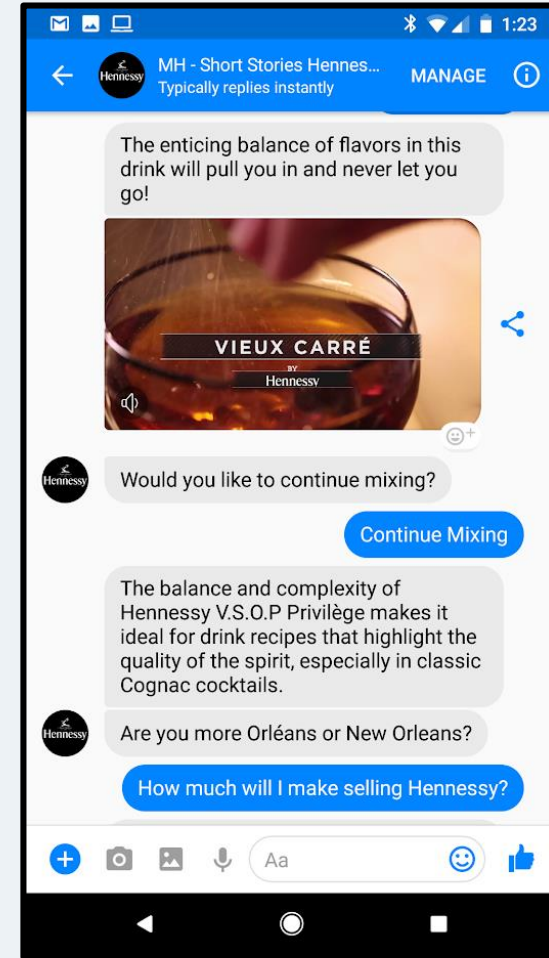 1:23
Hennessy
MH - Short Stories Hennes...
Typically replies instantly
MANAGE
The enticing balance of flavors in this
drink will pull you in and never let you
go!
VIEUX CARRÉ
BY
Hennessy
Hennessy
Would you like to continue mixing?
Continue Mixing
The balance and complexity of
Hennessy V.S.O.P Privilège makes it
ideal for drink recipes that highlight the
quality of the spirit, especially in classic
Cognac cocktails.
Hennessy
Are you more Orléans or New Orleans?
How much will I make selling Hennessy?
Aa